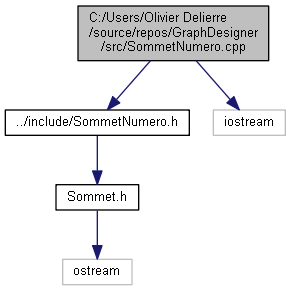 C:/Users/Olivier Delierre
/source/repos/GraphDesigner
/src/SommetNumero.cpp
../include/SommetNumero.h
iostream
Sommet.h
ostream